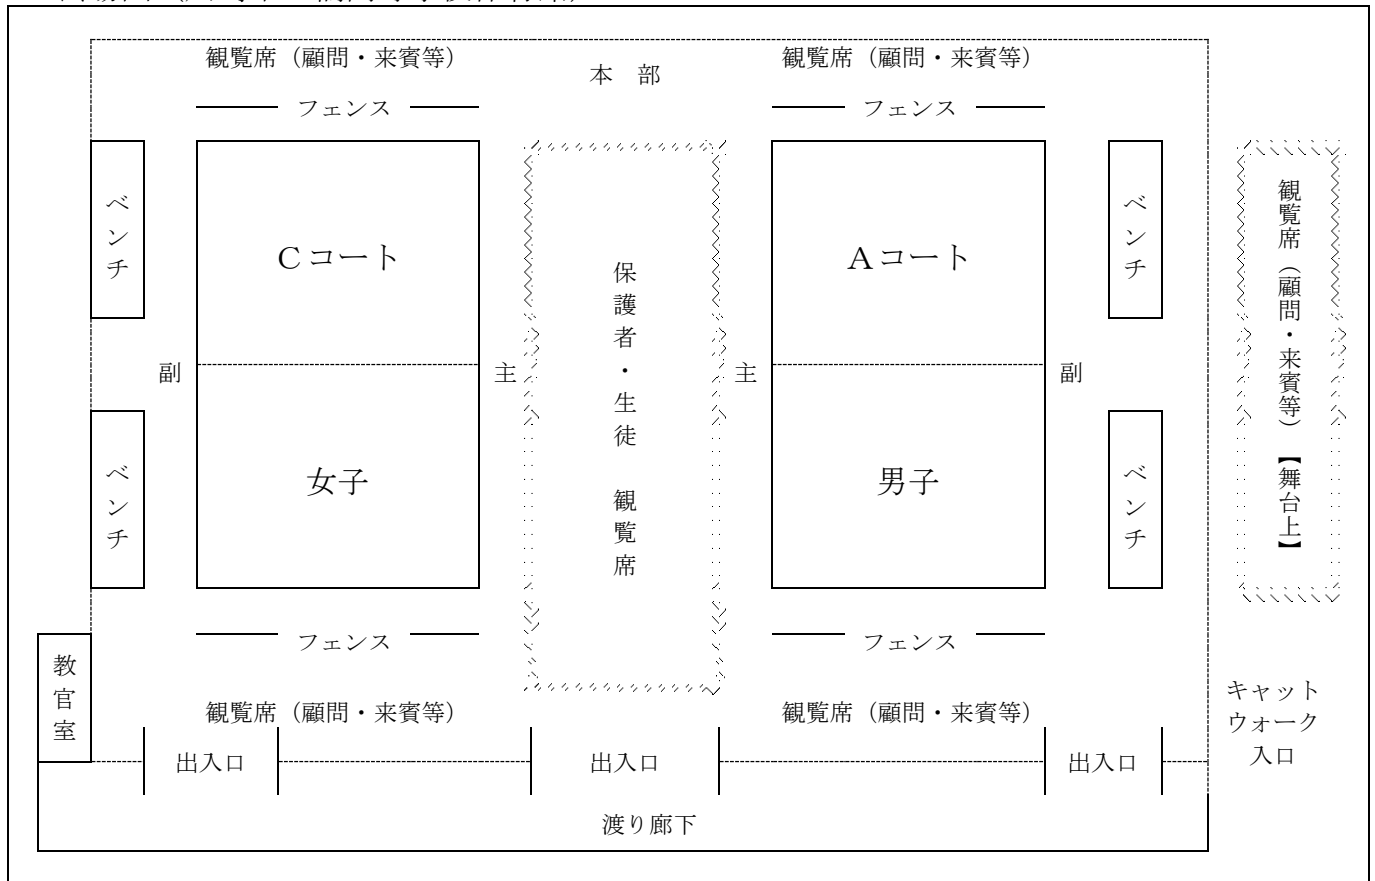 観覧席（顧問・来賓等）
本　部
観覧席（顧問・来賓等）
フェンス
フェンス
ベンチ
Ｃコート
保護者・生徒　観覧席
Ａコート
ベンチ
観覧席（顧問・来賓等）【舞台上】
副
主
主
副
ベンチ
女子
男子
ベンチ
フェンス
フェンス
教官室
観覧席（顧問・来賓等）
観覧席（顧問・来賓等）
キャット
ウォーク
入口
出入口
出入口
出入口
渡り廊下